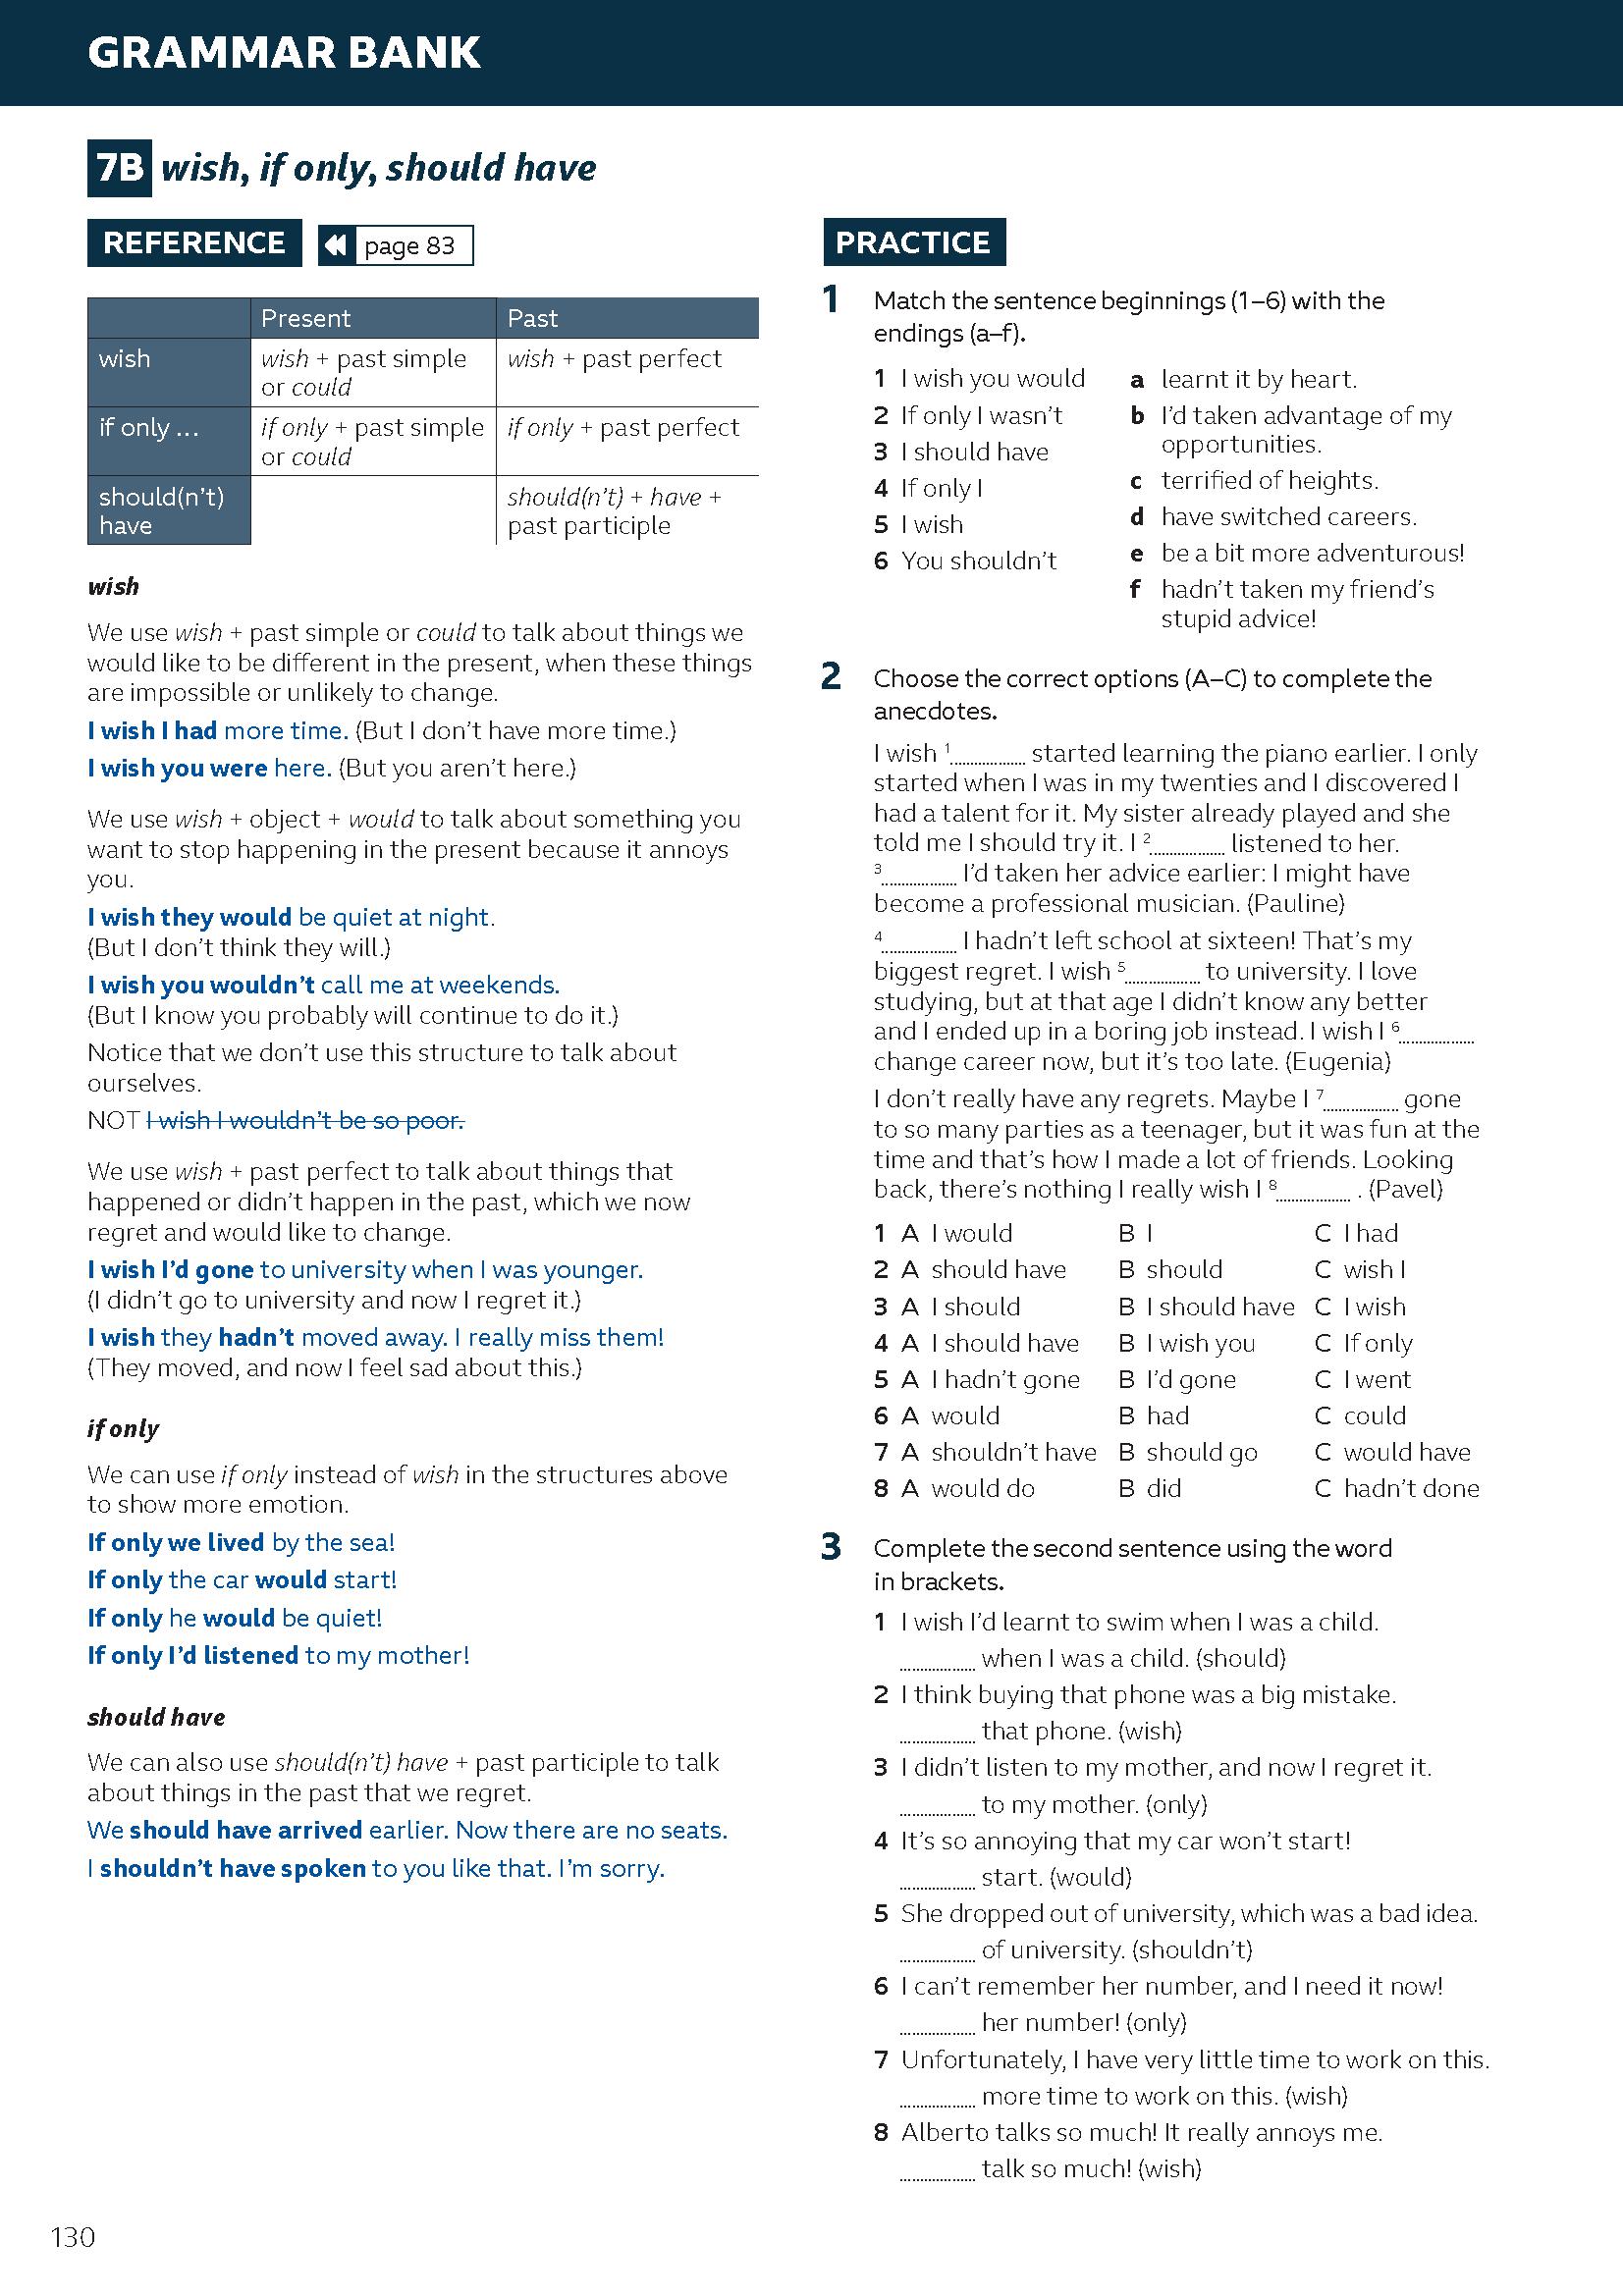 GRAMMAR BANK
7B wish, if only, should have
REFERENCE page 83
Present Past
wish wish + past simple wish + past perfect
or could
if only … if only + past simple if only + past perfect
or could
should(n't) should(n't) + have +
have past participle
wish
We use wish + past simple or could to talk about things we
would like to be different in the present, when these things
are impossible or unlikely to change.
I wish I had more time. (But I don't have more time.)
I wish you were here. (But you aren't here.)
We use wish + object + would to talk about something you
want to stop happening in the present because it annoys
you.
I wish they would be quiet at night.
(But I don't think they will.)
I wish you wouldn't call me at weekends.
(But I know you probably will continue to do it.)
Notice that we don't use this structure to talk about
ourselves.
NOT I wish I wouldn't be so poor.
We use wish + past perfect to talk about things that
happened or didn't happen in the past, which we now
regret and would like to change.
I wish I'd gone to university when I was younger.
(I didn't go to university and now I regret it.)
I wish they hadn't moved away. I really miss them!
(They moved, and now I feel sad about this.)
if only
We can use if only instead of wish in the structures above
to show more emotion.
If only we lived by the sea!
If only the car would start!
If only he would be quiet!
If only I'd listened to my mother!
should have
We can also use should(n't) have + past participle to talk
about things in the past that we regret.
We should have arrived earlier. Now there are no seats.
I shouldn't have spoken to you like that. I'm sorry.
PRACTICE
1 Match the sentence beginnings (1–6) with the
endings (a–f).
1 I wish you would
2 If only I wasn't
3 I should have
4 If only I
5 I wish
6 You shouldn't
a learnt it by heart.
b I'd taken advantage of my
opportunities.
c terrified of heights.
d have switched careers.
e be a bit more adventurous!
f hadn't taken my friend's
stupid advice!
2 Choose the correct options (A–C) to complete the
anecdotes.
I wish 1 ........ started learning the piano earlier. I only
started when I was in my twenties and I discovered I
had a talent for it. My sister already played and she
told me I should try it. I 2 ........ listened to her.
3 ........ I'd taken her advice earlier: I might have
become a professional musician. (Pauline)
4 ........ I hadn't left school at sixteen! That's my
biggest regret. I wish 5 ........ to university. I love
studying, but at that age I didn't know any better
and I ended up in a boring job instead. I wish I 6 ........
change career now, but it's too late. (Eugenia)
I don't really have any regrets. Maybe I 7 ........ gone
to so many parties as a teenager, but it was fun at the
time and that's how I made a lot of friends. Looking
back, there's nothing I really wish I 8 ........ . (Pavel)
1 A I would B I C I had
2 A should have B should C wish I
3 A I should B I should have C I wish
4 A I should have B I wish you C If only
5 A I hadn't gone B I'd gone C I went
6 A would B had C could
7 A shouldn't have B should go C would have
8 A would do B did C hadn't done
3 Complete the second sentence using the word
in brackets.
1 I wish I'd learnt to swim when I was a child.
........ when I was a child. (should)
2 I think buying that phone was a big mistake.
........ that phone. (wish)
3 I didn't listen to my mother, and now I regret it.
........ to my mother. (only)
4 It's so annoying that my car won't start!
........ start. (would)
5 She dropped out of university, which was a bad idea.
........ of university. (shouldn't)
6 I can't remember her number, and I need it now!
........ her number! (only)
7 Unfortunately, I have very little time to work on this.
........ more time to work on this. (wish)
8 Alberto talks so much! It really annoys me.
........ talk so much! (wish)
130